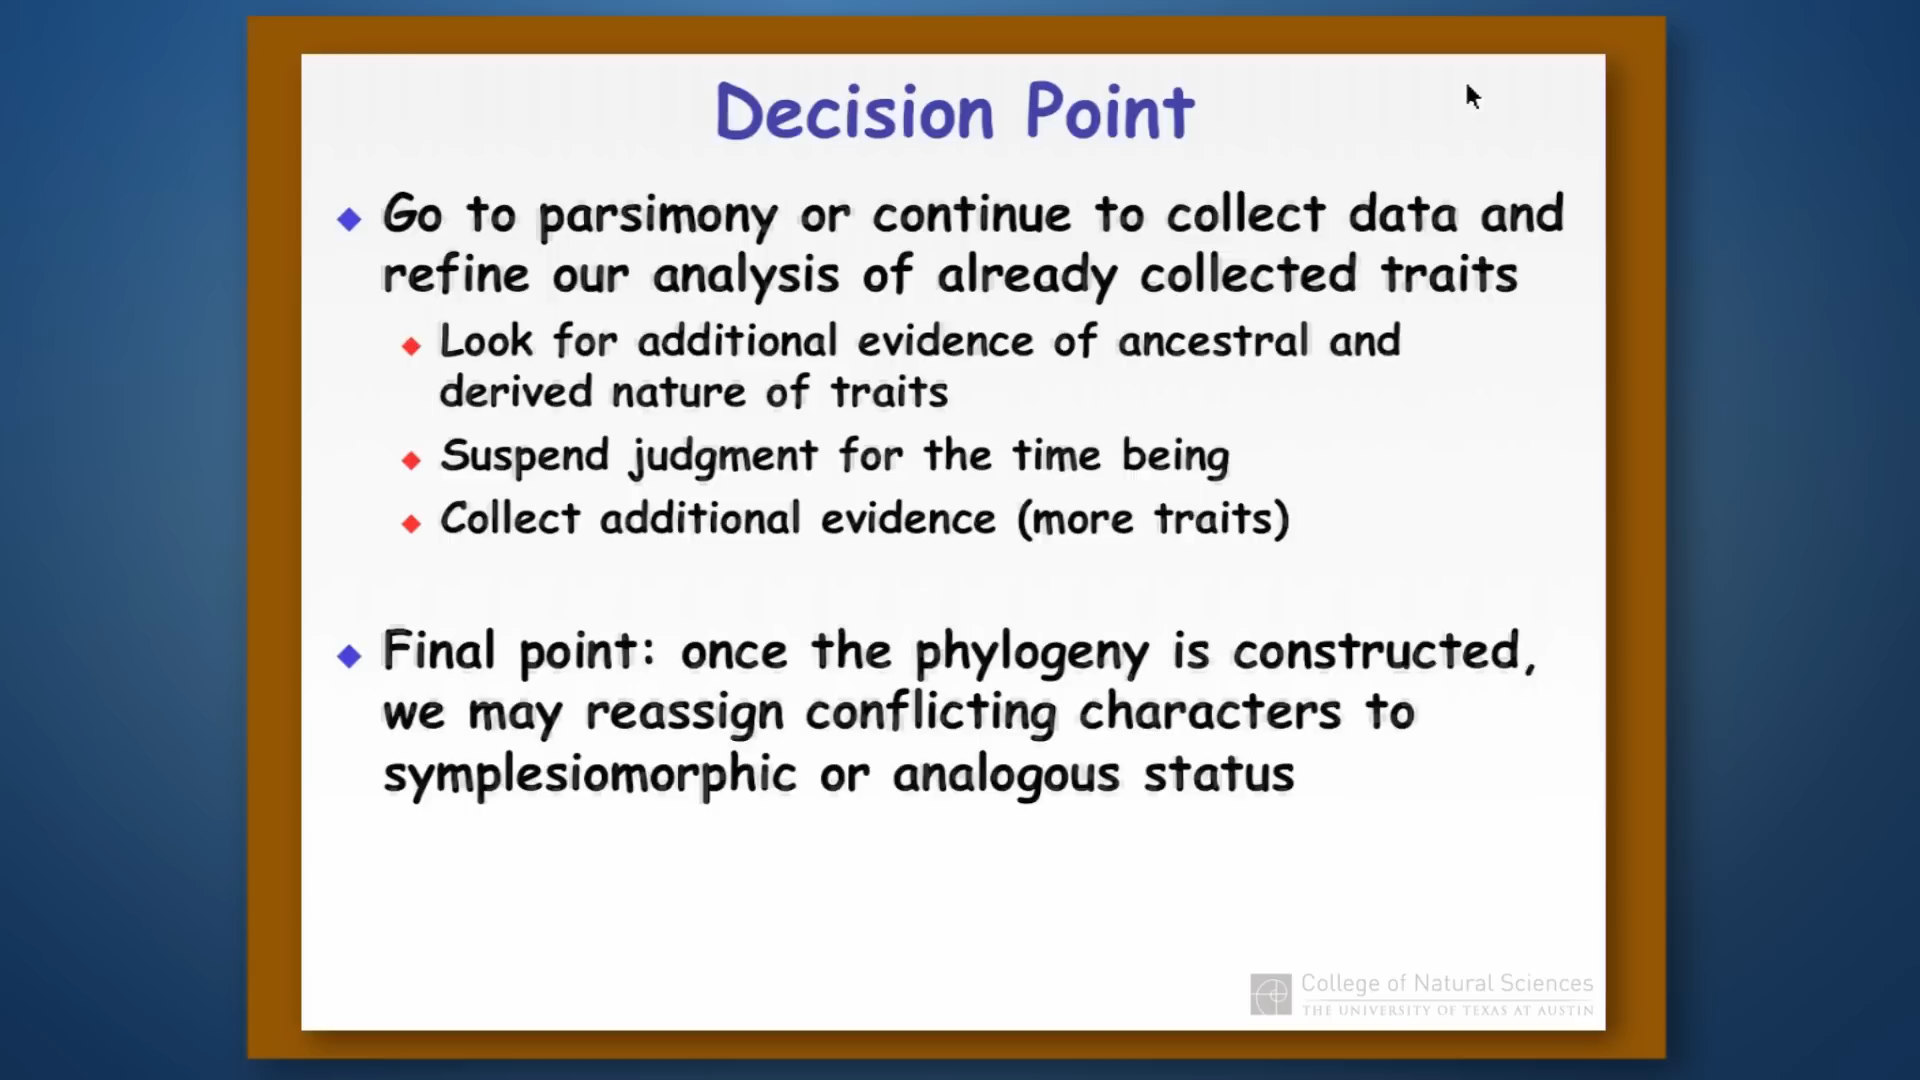 Decision Point
Go to parsimony or continue to collect data and
refine our analysis of already collected traits
Look for additional evidence of ancestral and
derived nature of traits
Suspend judgment for the time being
Collect additional evidence (more traits)
Final point: once the phylogeny is constructed,
we may reassign conflicting characters to
symplesiomorphic or analogous status
College of Natural Sciences
THE UNIVERSITY OF TEXAS AT AUSTIN